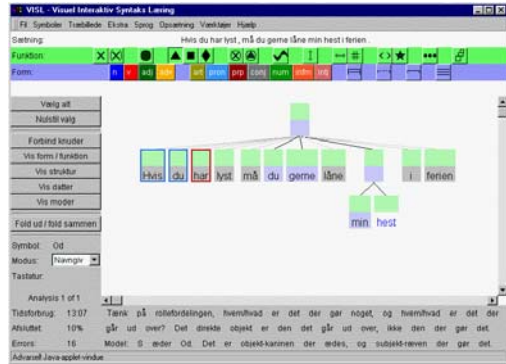 VISL - Visuel Interaktiv Syntaks Læring
Fil Symboler Træbillede Ekstra Sprog Opsætning Værktøjer Hjælp
Sætning: Hvis du har lyst , må du gerne låne min hest i ferien .
Funktion:
Form: n v adj adv art pron prp conj num infm intj
Vælg alt
Nulstil valg
Forbind knuder
Vis form / funktion
Vis struktur
Vis datter
Vis moder
Fold ud / fold sammen
Symbol: Od
Modus: Navngiv
Tastatur:
Analysis 1 of 1
Hvis du har lyst må du gerne låne i ferien
min hest
Tidsforbrug: 13:07
Afsluttet: 10%
Errors: 16
Tænk på rollefordelingen, hvem/hvad er det der gør noget, og hvem/hvad er det der
går ud over? Det direkte objekt er den det går ud over, ikke den der gør det.
Model: S æder Od. Det er objekt-kaninen der ædes, og subjekt-ræven der gør det.
Advarsel! Java-applet-vindue